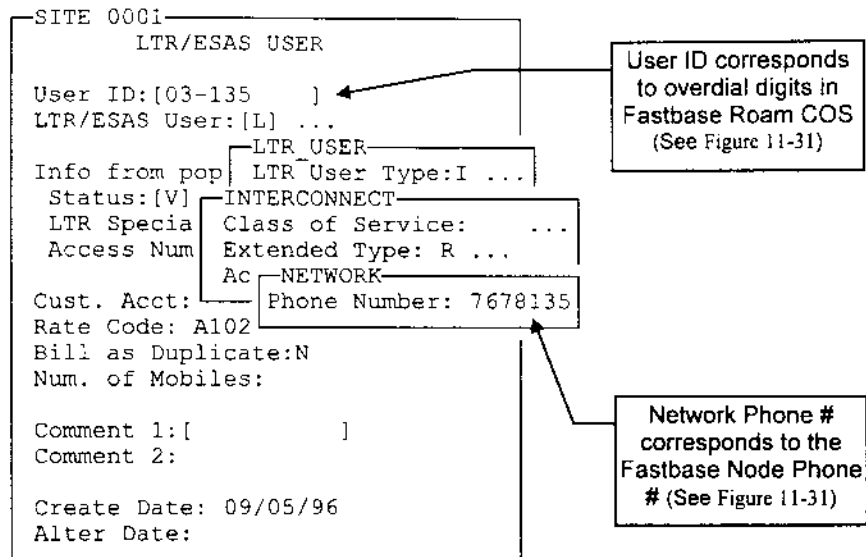 SITE 0001
LTR/ESAS USER
User ID:[03-135     ]
LTR/ESAS User:[L] ...
LTR USER
Info from pop
LTR User Type:I ...
Status:[V]
INTERCONNECT
LTR Specia
Class of Service:     ...
Access Num
Extended Type: R ...
Ac
NETWORK
Cust. Acct:
Phone Number: 7678135
Rate Code: A102
Bill as Duplicate:N
Num. of Mobiles:
Comment 1:[             ]
Comment 2:
Create Date: 09/05/96
Alter Date:
User ID corresponds
to overdial digits in
Fastbase Roam COS
(See Figure 11-31)
Network Phone #
corresponds to the
Fastbase Node Phone
# (See Figure 11-31)